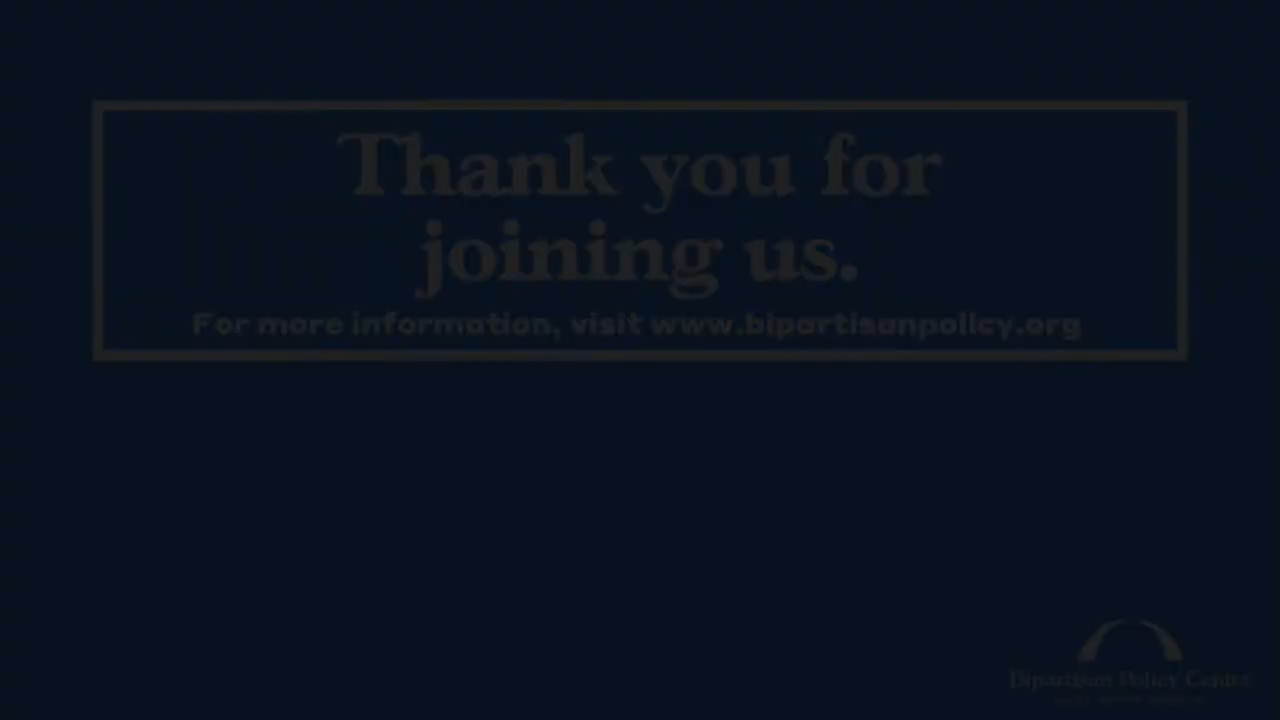 Thank you for
joining us.
For more information, visit www.bipartisanpolicy.org
Bipartisan Policy Center